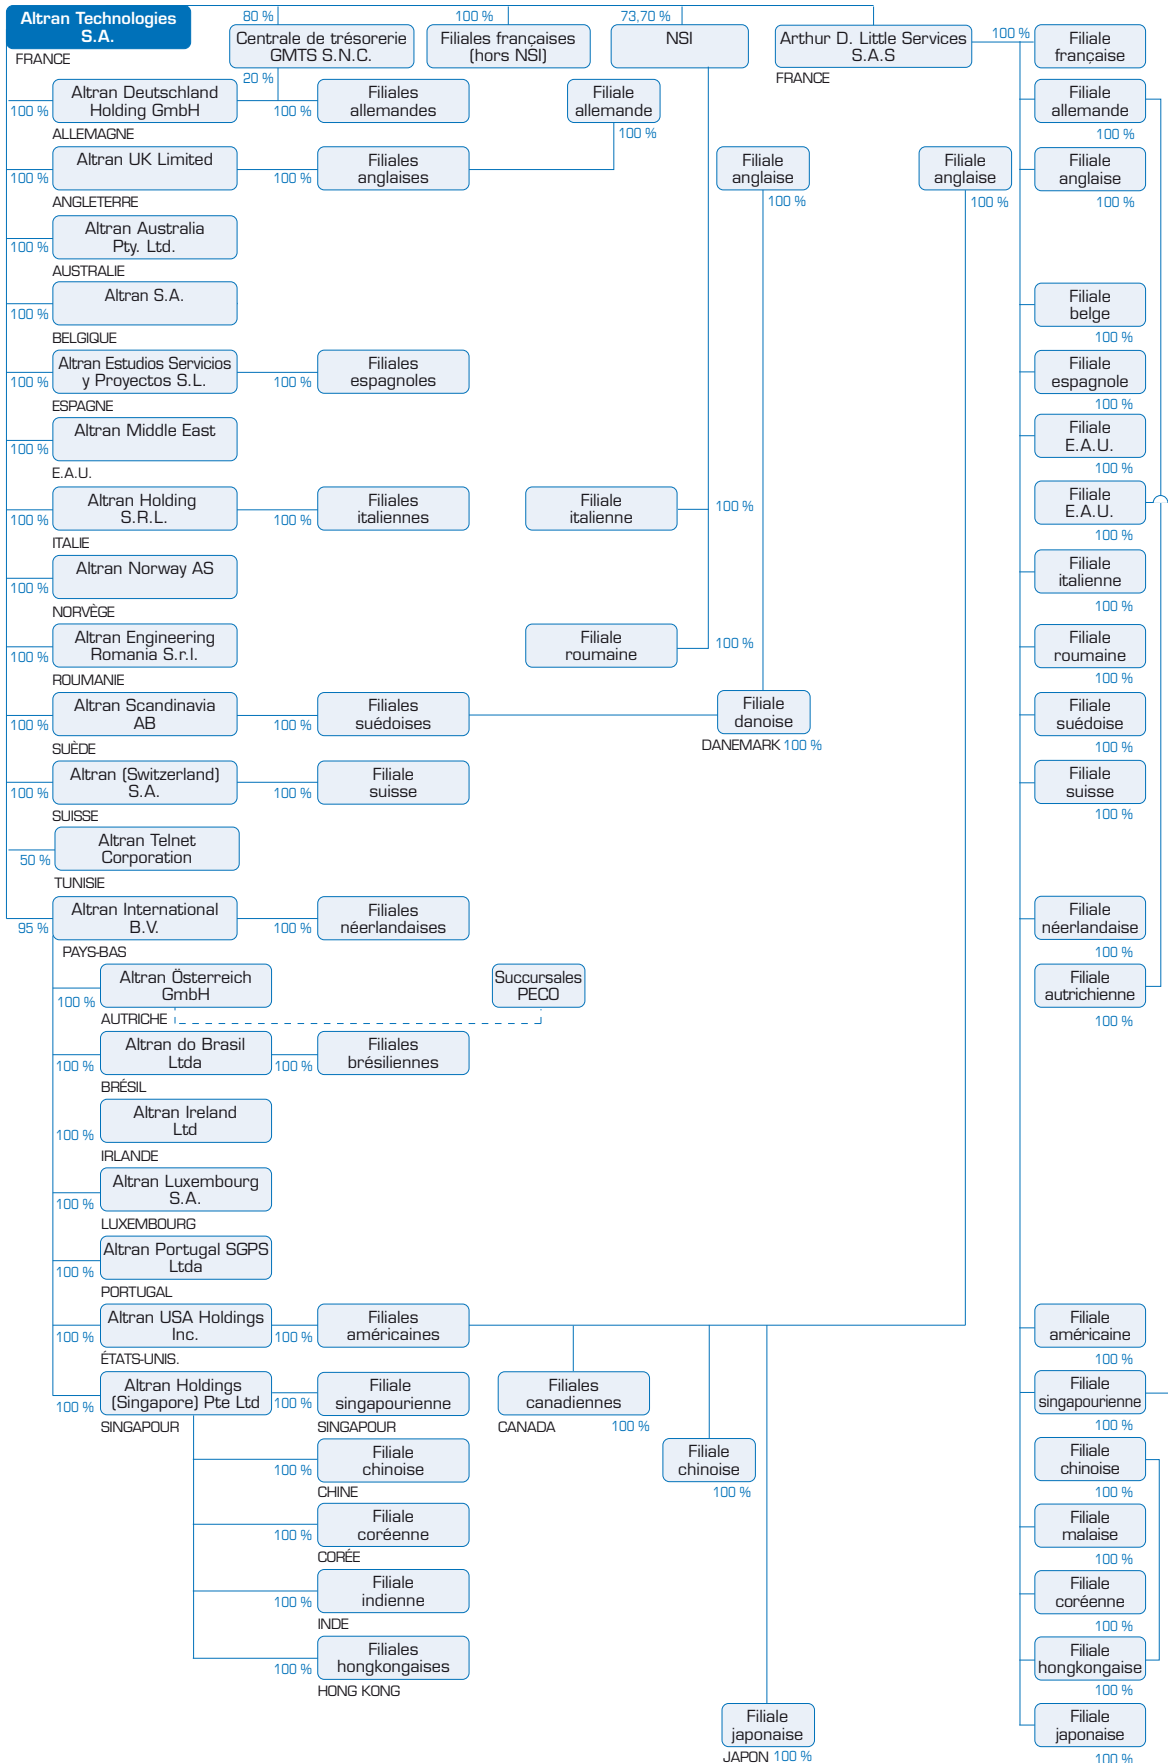 Altran Technologies
S.A.
FRANCE
80 %
Centrale de trésorerie
GMTS S.N.C.
20 %
100 %
Filiales françaises
(hors NSI)
73,70 %
NSI
Arthur D. Little Services
S.A.S
FRANCE
100 %
Filiale
française
100 %
Altran Deutschland
Holding GmbH
ALLEMAGNE
100 %
Filiales
allemandes
Filiale
allemande
100 %
Filiale
allemande
100 %
100 %
Altran UK Limited
ANGLETERRE
100 %
Filiales
anglaises
Filiale
anglaise
100 %
Filiale
anglaise
100 %
Filiale
anglaise
100 %
100 %
Altran Australia
Pty. Ltd.
AUSTRALIE
100 %
Altran S.A.
BELGIQUE
Filiale
belge
100 %
100 %
Altran Estudios Servicios
y Proyectos S.L.
ESPAGNE
100 %
Filiales
espagnoles
Filiale
espagnole
100 %
100 %
Altran Middle East
E.A.U.
Filiale
E.A.U.
100 %
100 %
Altran Holding
S.R.L.
ITALIE
100 %
Filiales
italiennes
Filiale
italienne
100 %
Filiale
E.A.U.
100 %
100 %
Altran Norway AS
NORVÈGE
Filiale
italienne
100 %
100 %
Altran Engineering
Romania S.r.l.
ROUMANIE
Filiale
roumaine
100 %
Filiale
roumaine
100 %
100 %
Altran Scandinavia
AB
SUÈDE
100 %
Filiales
suédoises
Filiale
danoise
DANEMARK 100 %
Filiale
suédoise
100 %
100 %
Altran (Switzerland)
S.A.
SUISSE
100 %
Filiale
suisse
Filiale
suisse
100 %
50 %
Altran Telnet
Corporation
TUNISIE
95 %
Altran International
B.V.
PAYS-BAS
100 %
Filiales
néerlandaises
Filiale
néerlandaise
100 %
100 %
Altran Österreich
GmbH
AUTRICHE
Succursales
PECO
Filiale
autrichienne
100 %
100 %
Altran do Brasil
Ltda
BRÉSIL
100 %
Filiales
brésiliennes
100 %
Altran Ireland
Ltd
IRLANDE
100 %
Altran Luxembourg
S.A.
LUXEMBOURG
100 %
Altran Portugal SGPS
Ltda
PORTUGAL
100 %
Altran USA Holdings
Inc.
ÉTATS-UNIS.
100 %
Filiales
américaines
Filiale
américaine
100 %
100 %
Altran Holdings
(Singapore) Pte Ltd
SINGAPOUR
100 %
Filiale
singapourienne
SINGAPOUR
Filiales
canadiennes
CANADA
100 %
Filiale
singapourienne
100 %
100 %
Filiale
chinoise
CHINE
Filiale
chinoise
100 %
Filiale
chinoise
100 %
100 %
Filiale
coréenne
CORÉE
Filiale
malaise
100 %
100 %
Filiale
indienne
INDE
Filiale
coréenne
100 %
100 %
Filiales
hongkongaises
HONG KONG
Filiale
hongkongaise
100 %
Filiale
japonaise
JAPON 100 %
Filiale
japonaise
100 %